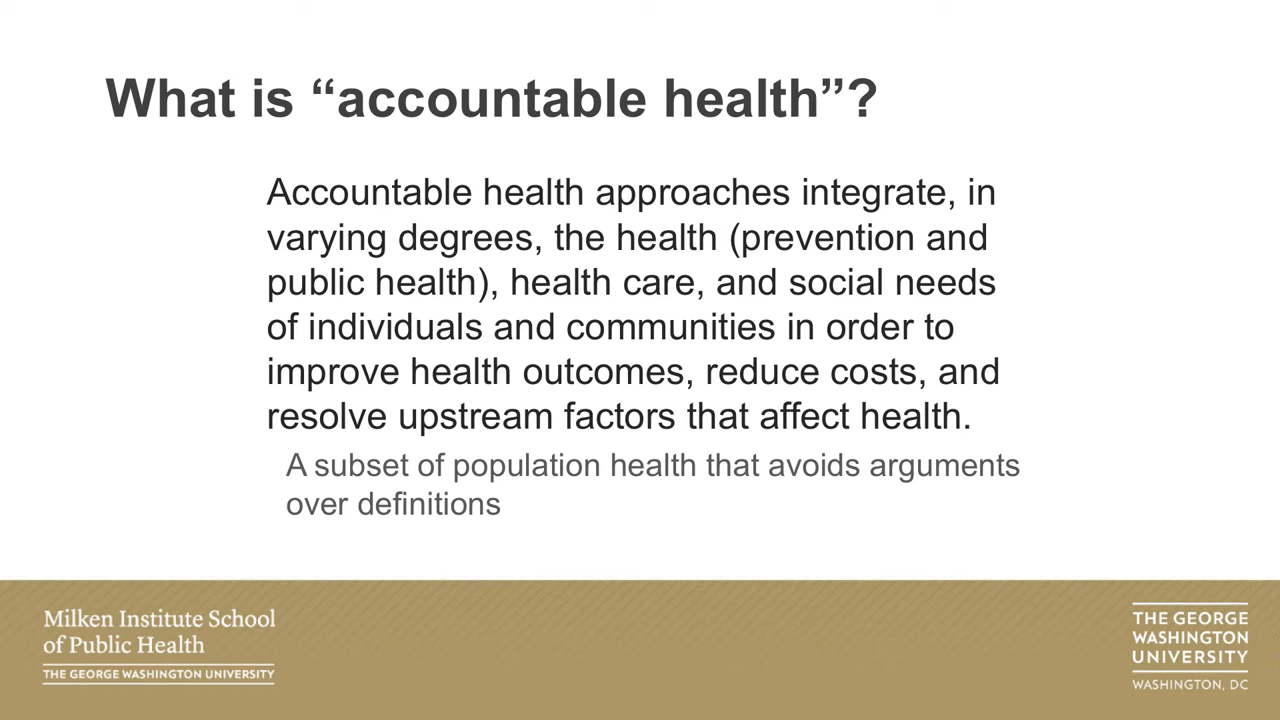 What is “accountable health”?
Accountable health approaches integrate, in
varying degrees, the health (prevention and
public health), health care, and social needs
of individuals and communities in order to
improve health outcomes, reduce costs, and
resolve upstream factors that affect health.
A subset of population health that avoids arguments
over definitions
Milken Institute School
of Public Health
THE GEORGE WASHINGTON UNIVERSITY
THE GEORGE
WASHINGTON
UNIVERSITY
WASHINGTON, DC